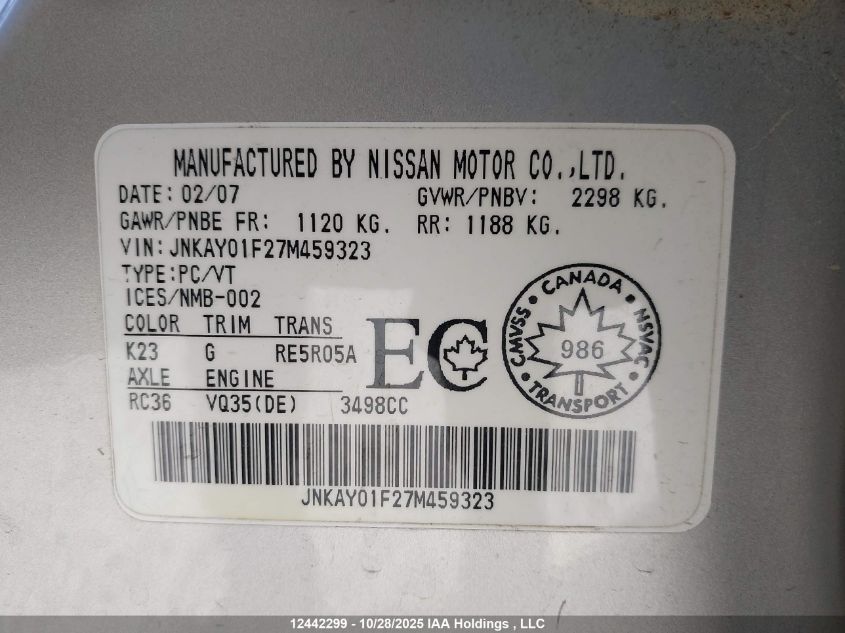 MANUFACTURED BY NISSAN MOTOR CO.,LTD.
DATE: 02/07 GVWR/PNBV: 2298 KG.
GAWR/PNBE FR: 1120 KG. RR: 1188 KG.
VIN: JNKAY01F27M459323
TYPE:PC/VT
ICES/NMB-002
COLOR TRIM TRANS
K23 G RE5R05A
AXLE ENGINE
RC36 VQ35(DE) 3498CC
EC
CANADA
CMVSS
NSVAC
986
TRANSPORT
JNKAY01F27M459323
12442299 - 10/28/2025 IAA Holdings , LLC